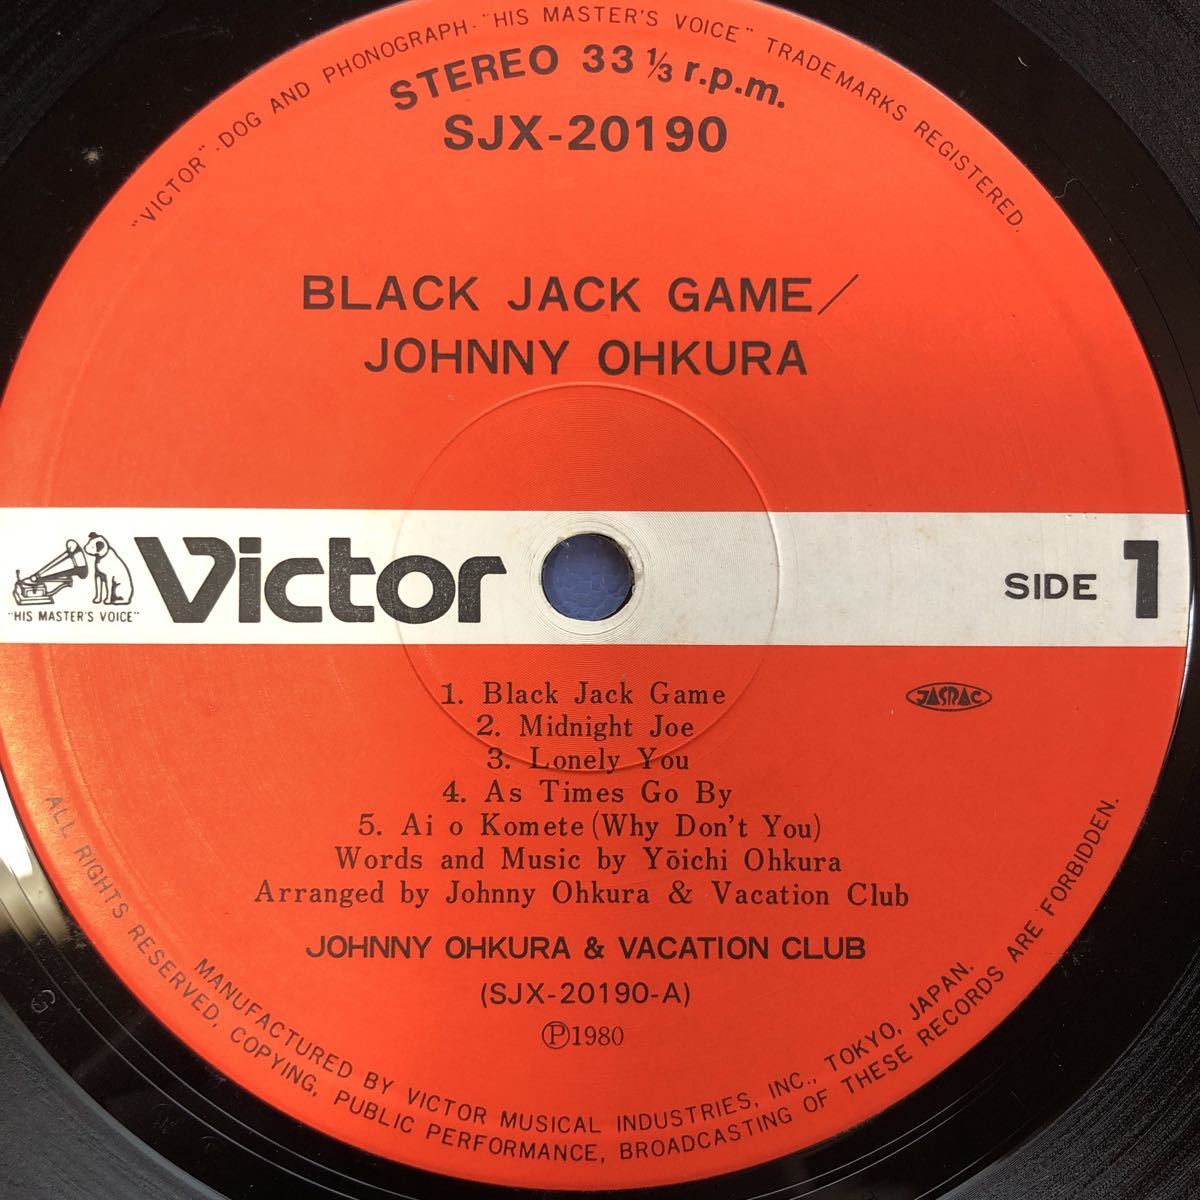 "VICTOR"·DOG AND PHONOGRAPH·"HIS MASTER'S VOICE" TRADEMARKS REGISTERED.
STEREO 33 1/3 r.p.m.
SJX-20190
BLACK JACK GAME/
JOHNNY OHKURA
"HIS MASTER'S VOICE"
Victor
SIDE 1
1. Black Jack Game
JASRAC
2. Midnight Joe
3. Lonely You
4. As Times Go By
5. Ai o Komete (Why Don't You)
Words and Music by Yōichi Ohkura
Arranged by Johnny Ohkura & Vacation Club
JOHNNY OHKURA & VACATION CLUB
(SJX-20190-A)
Ⓟ1980
MANUFACTURED BY VICTOR MUSICAL INDUSTRIES, INC., TOKYO, JAPAN.
ALL RIGHTS RESERVED, COPYING, PUBLIC PERFORMANCE, BROADCASTING OF THESE RECORDS ARE FORBIDDEN.
G